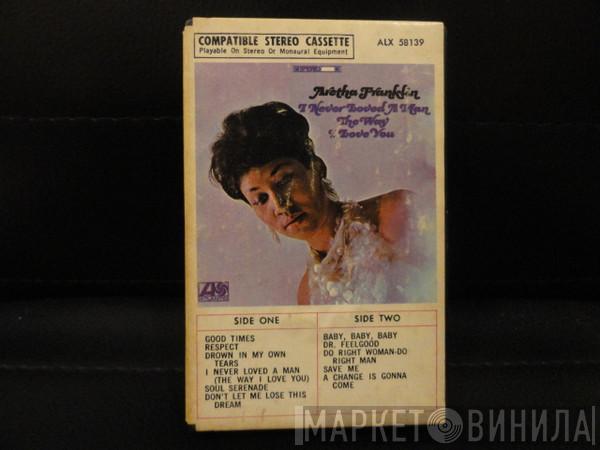 COMPATIBLE STEREO CASSETTE
Playable On Stereo Or Monaural Equipment
ALX 58139
STEREO
Aretha Franklin
I Never Loved A Man
The Way
I Love You
ATLANTIC
SIDE ONE
GOOD TIMES
RESPECT
DROWN IN MY OWN
TEARS
I NEVER LOVED A MAN
(THE WAY I LOVE YOU)
SOUL SERENADE
DON'T LET ME LOSE THIS
DREAM
SIDE TWO
BABY, BABY, BABY
DR. FEELGOOD
DO RIGHT WOMAN-DO
RIGHT MAN
SAVE ME
A CHANGE IS GONNA
COME
МАРКЕТ ВИНИЛА